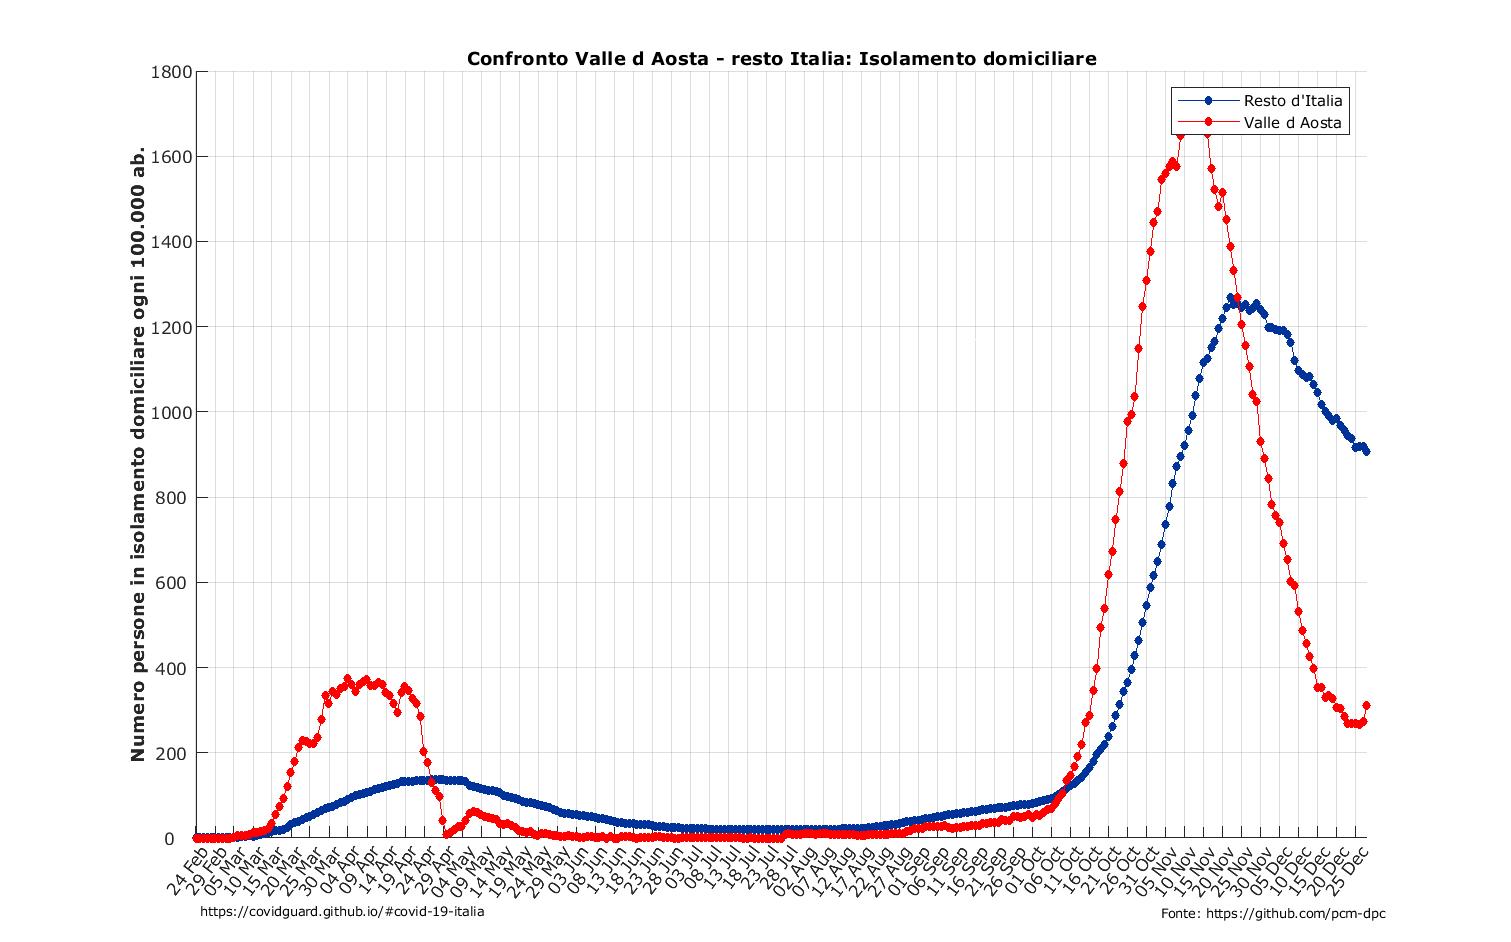 Confronto Valle d Aosta - resto Italia: Isolamento domiciliare
Numero persone in isolamento domiciliare ogni 100.000 ab.
1800
1600
1400
1200
1000
800
600
400
200
0
Resto d'Italia
Valle d Aosta
24 Feb
29 Feb
05 Mar
10 Mar
15 Mar
20 Mar
25 Mar
30 Mar
04 Apr
09 Apr
14 Apr
19 Apr
24 Apr
29 Apr
04 May
09 May
14 May
19 May
24 May
29 May
03 Jun
08 Jun
13 Jun
18 Jun
23 Jun
28 Jun
03 Jul
08 Jul
13 Jul
18 Jul
23 Jul
28 Jul
02 Aug
07 Aug
12 Aug
17 Aug
22 Aug
27 Aug
01 Sep
06 Sep
11 Sep
16 Sep
21 Sep
26 Sep
01 Oct
06 Oct
11 Oct
16 Oct
21 Oct
26 Oct
31 Oct
05 Nov
10 Nov
15 Nov
20 Nov
25 Nov
30 Nov
05 Dec
10 Dec
15 Dec
20 Dec
25 Dec
https://covidguard.github.io/#covid-19-italia
Fonte: https://github.com/pcm-dpc